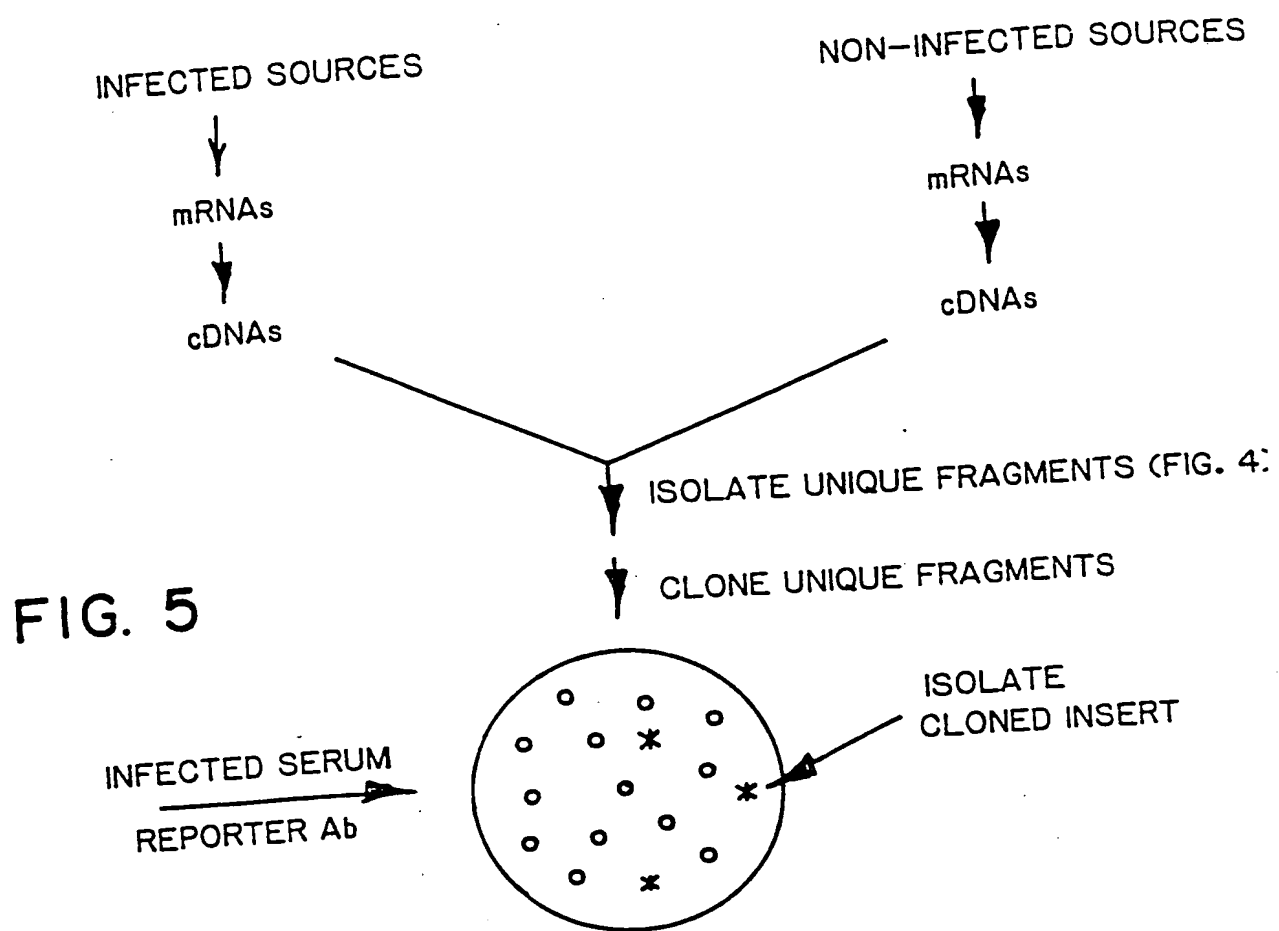 INFECTED SOURCES
NON-INFECTED SOURCES
mRNAs
mRNAs
cDNAs
cDNAs
ISOLATE UNIQUE FRAGMENTS (FIG. 4:
CLONE UNIQUE FRAGMENTS
FIG. 5
ISOLATE
CLONED INSERT
INFECTED SERUM
REPORTER Ab